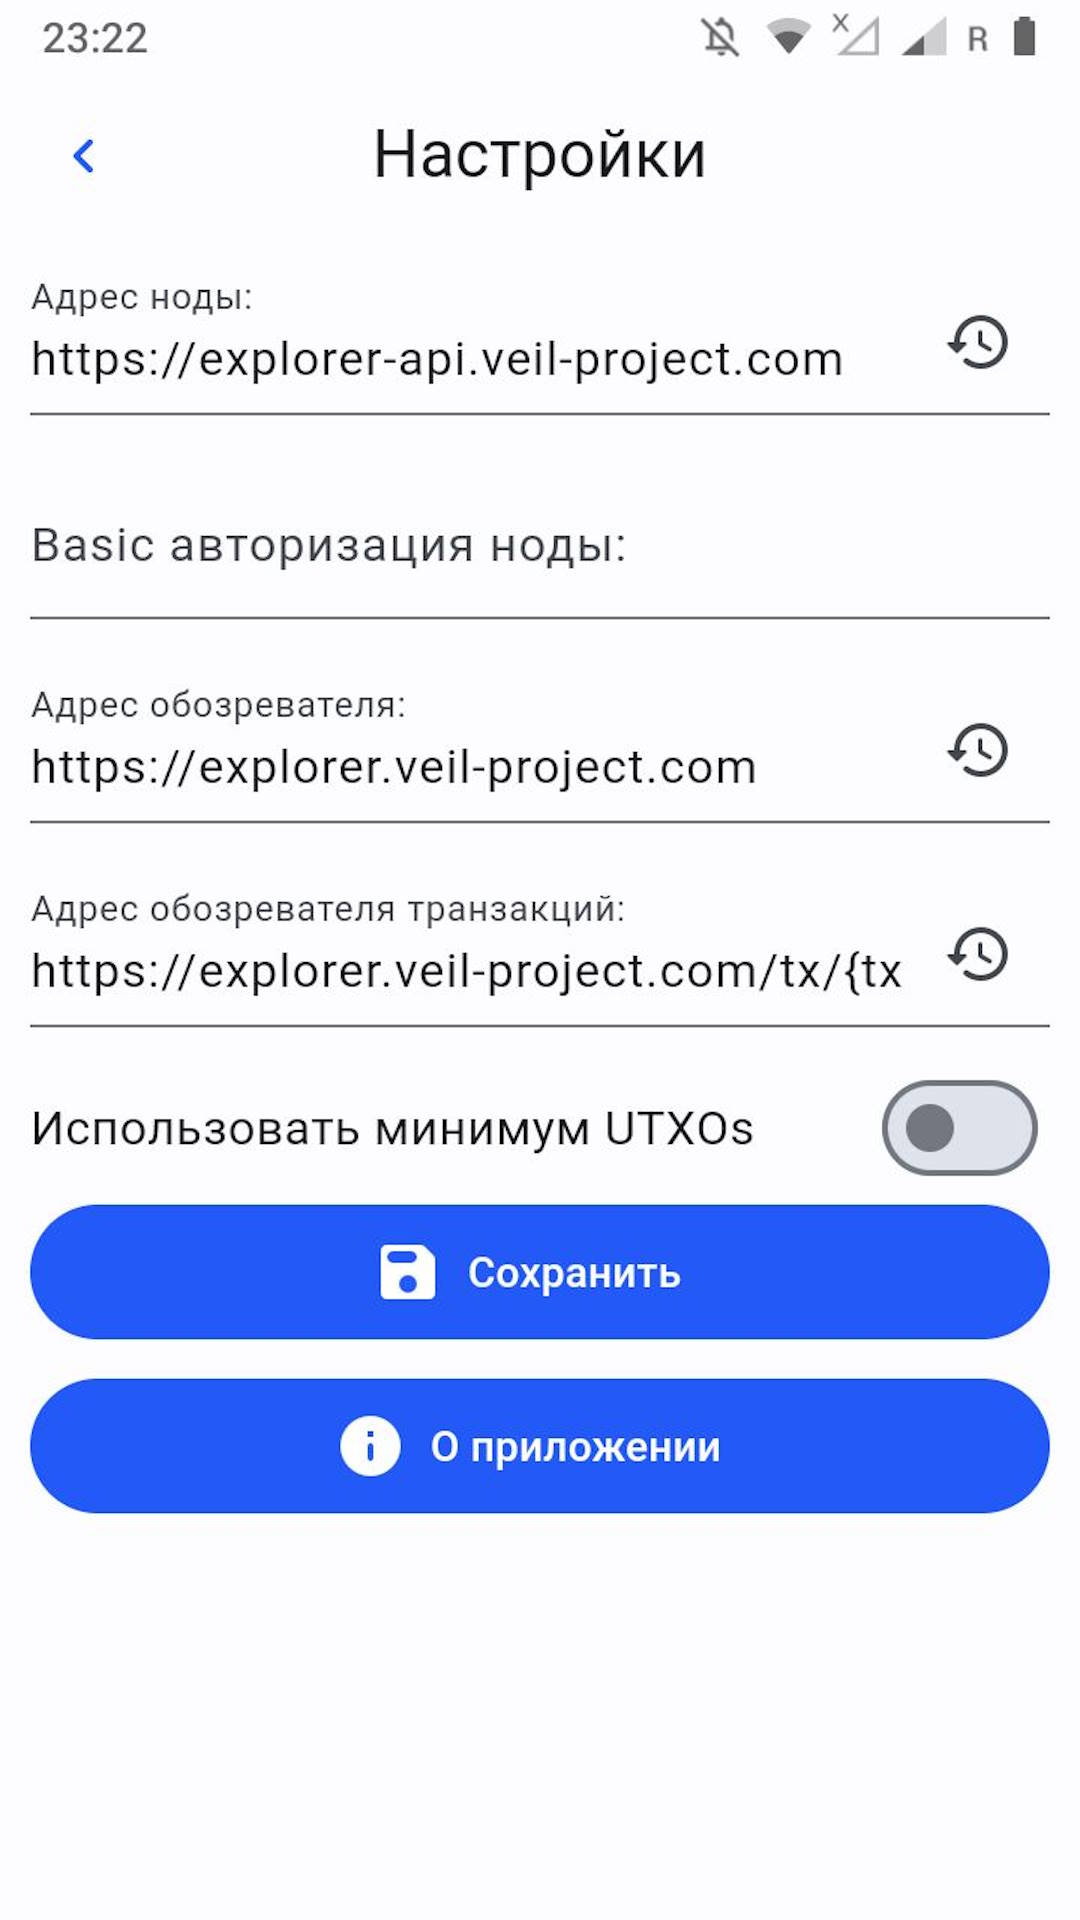 23:22
R
Настройки
Адрес ноды:
https://explorer-api.veil-project.com
Basic авторизация ноды:
Адрес обозревателя:
https://explorer.veil-project.com
Адрес обозревателя транзакций:
https://explorer.veil-project.com/tx/{tx
Использовать минимум UTXOs
Сохранить
О приложении